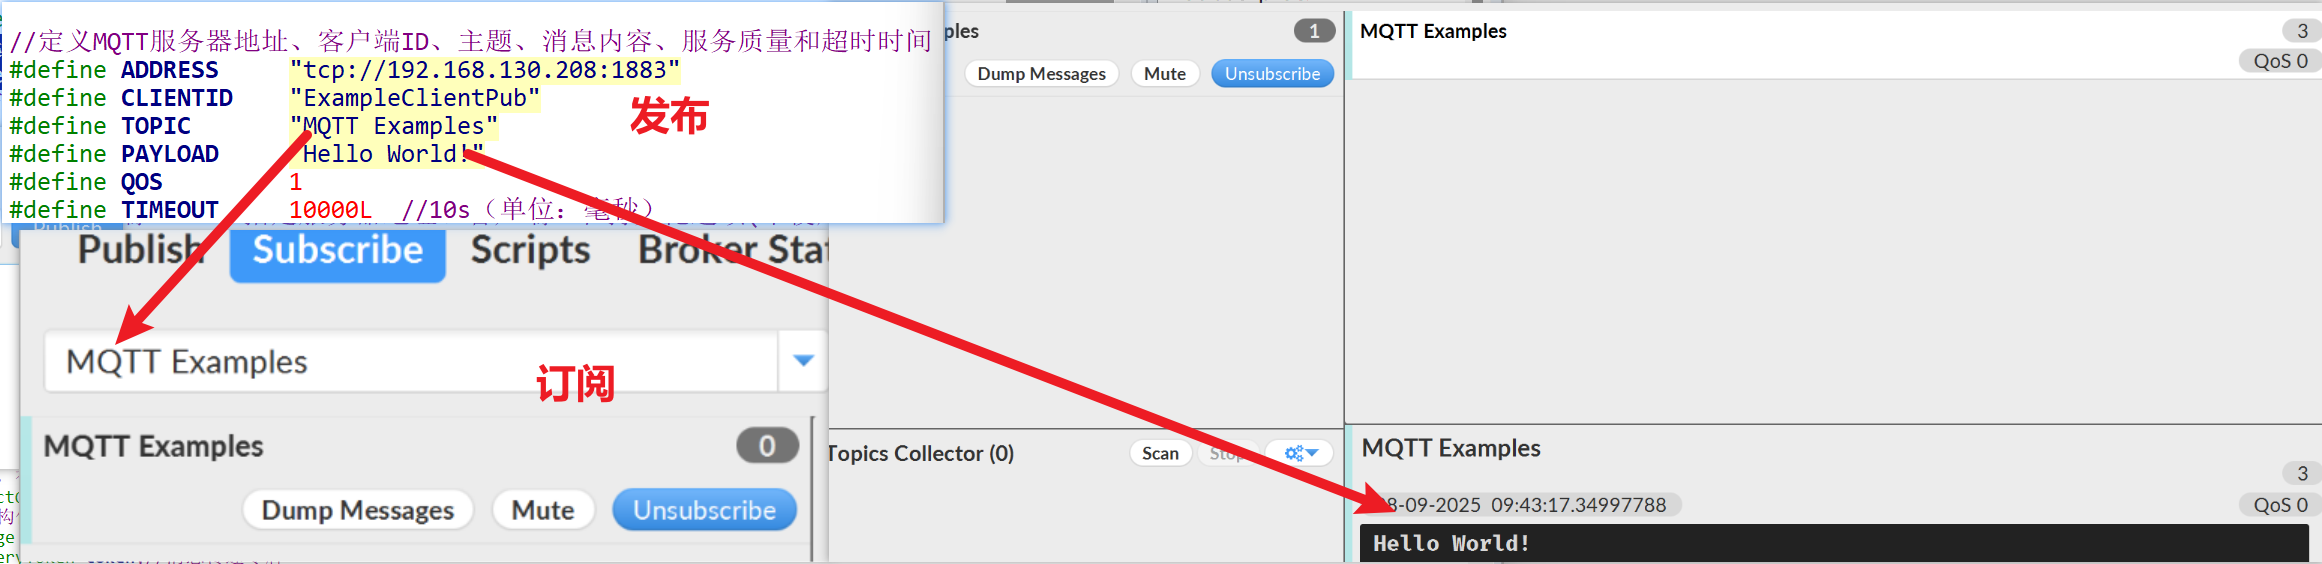 //定义MQTT服务器地址、客户端ID、主题、消息内容、服务质量和超时时间
#define ADDRESS "tcp://192.168.130.208:1883"
#define CLIENTID "ExampleClientPub"
#define TOPIC "MQTT Examples"
#define PAYLOAD "Hello World!"
#define QOS 1
#define TIMEOUT 10000L //10s（单位：毫秒）
发布
Publish
Publish Subscribe Scripts Broker Stat
MQTT Examples
订阅
MQTT Examples 0
Dump Messages Mute Unsubscribe
ples 1
Dump Messages Mute Unsubscribe
Topics Collector (0) Scan Stop
MQTT Examples 3
QoS 0
MQTT Examples
3
8-09-2025 09:43:17.34997788 QoS 0
Hello World!